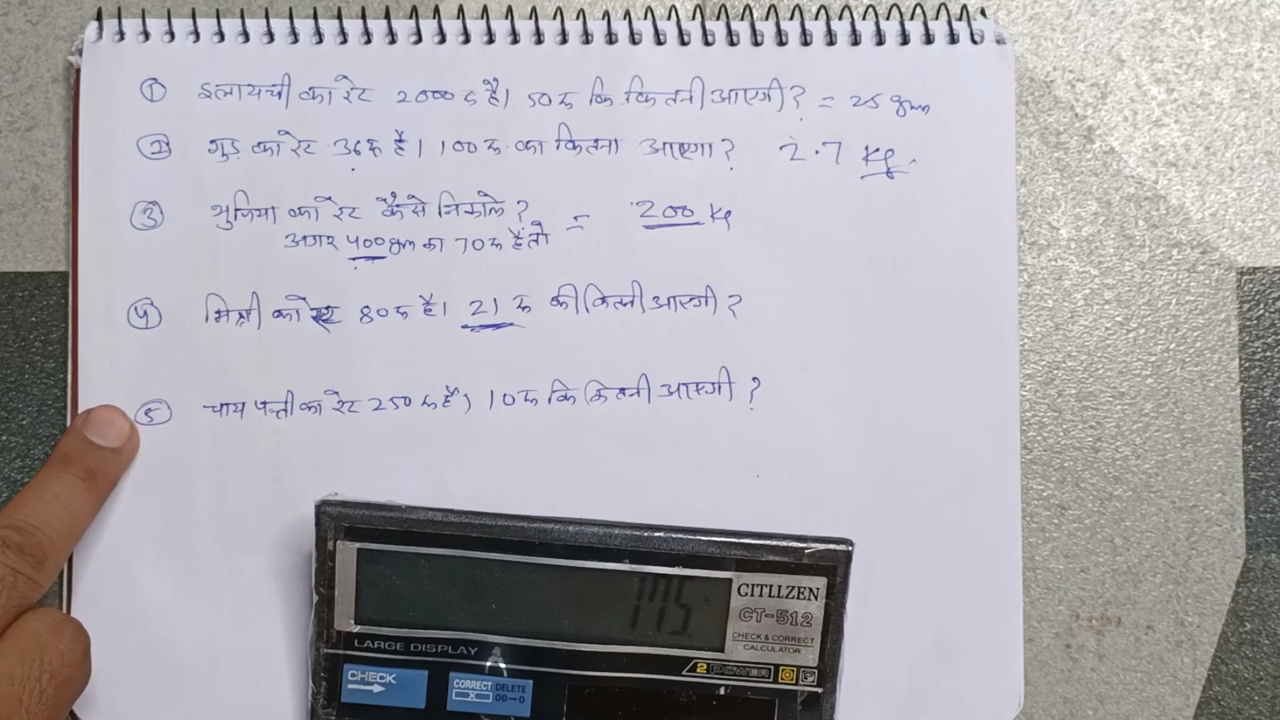 ① इलायची का रेट 2000 रु है। 50 रु कि कितनी आएगी? = 25 gm
② गुड़ का रेट 36 रु है। 100 रु का कितना आएगा? 2.7 Kg
③ भुजिया का रेट कैसे निकाले? = 200 Kg
अगर 400 gm का 70 रु है तो
④ मिश्री का रेट 80 रु है। 21 रु की कितनी आएगी?
⑤ चाय पत्ती का रेट 250 रु है, 10 रु कि कितनी आएगी?
175.
CITLLZEN
CT-512
CHECK & CORRECT
CALCULATOR
LARGE DISPLAY
2 POWER
CHECK
CORRECT DELETE
X 00→0